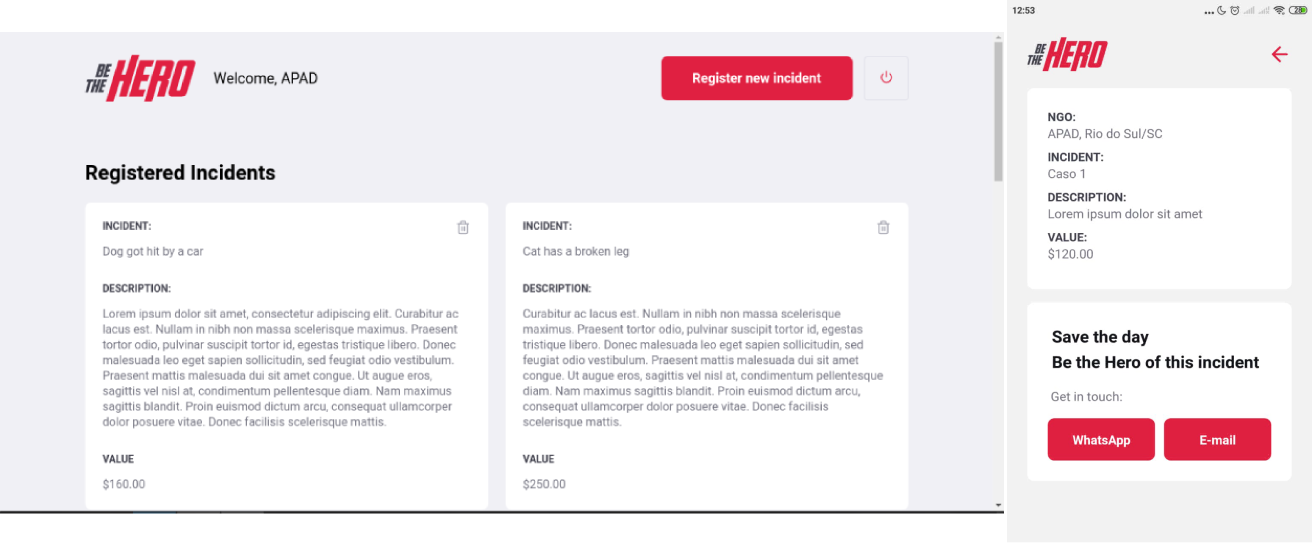 BE
THE HERO
Welcome, APAD
Register new incident
Registered Incidents
INCIDENT:
Dog got hit by a car
DESCRIPTION:
Lorem ipsum dolor sit amet, consectetur adipiscing elit. Curabitur ac
lacus est. Nullam in nibh non massa scelerisque maximus. Praesent
tortor odio, pulvinar suscipit tortor id, egestas tristique libero. Donec
malesuada leo eget sapien sollicitudin, sed feugiat odio vestibulum.
Praesent mattis malesuada dui sit amet congue. Ut augue eros,
sagittis vel nisl at, condimentum pellentesque diam. Nam maximus
sagittis blandit. Proin euismod dictum arcu, consequat ullamcorper
dolor posuere vitae. Donec facilisis scelerisque mattis.
VALUE
$160.00
INCIDENT:
Cat has a broken leg
DESCRIPTION:
Curabitur ac lacus est. Nullam in nibh non massa scelerisque
maximus. Praesent tortor odio, pulvinar suscipit tortor id, egestas
tristique libero. Donec malesuada leo eget sapien sollicitudin, sed
feugiat odio vestibulum. Praesent mattis malesuada dui sit amet
congue. Ut augue eros, sagittis vel nisl at, condimentum pellentesque
diam. Nam maximus sagittis blandit. Proin euismod dictum arcu,
consequat ullamcorper dolor posuere vitae. Donec facilisis
scelerisque mattis.
VALUE
$250.00
12:53
28
BE
THE HERO
NGO:
APAD, Rio do Sul/SC
INCIDENT:
Caso 1
DESCRIPTION:
Lorem ipsum dolor sit amet
VALUE:
$120.00
Save the day
Be the Hero of this incident
Get in touch:
WhatsApp
E-mail